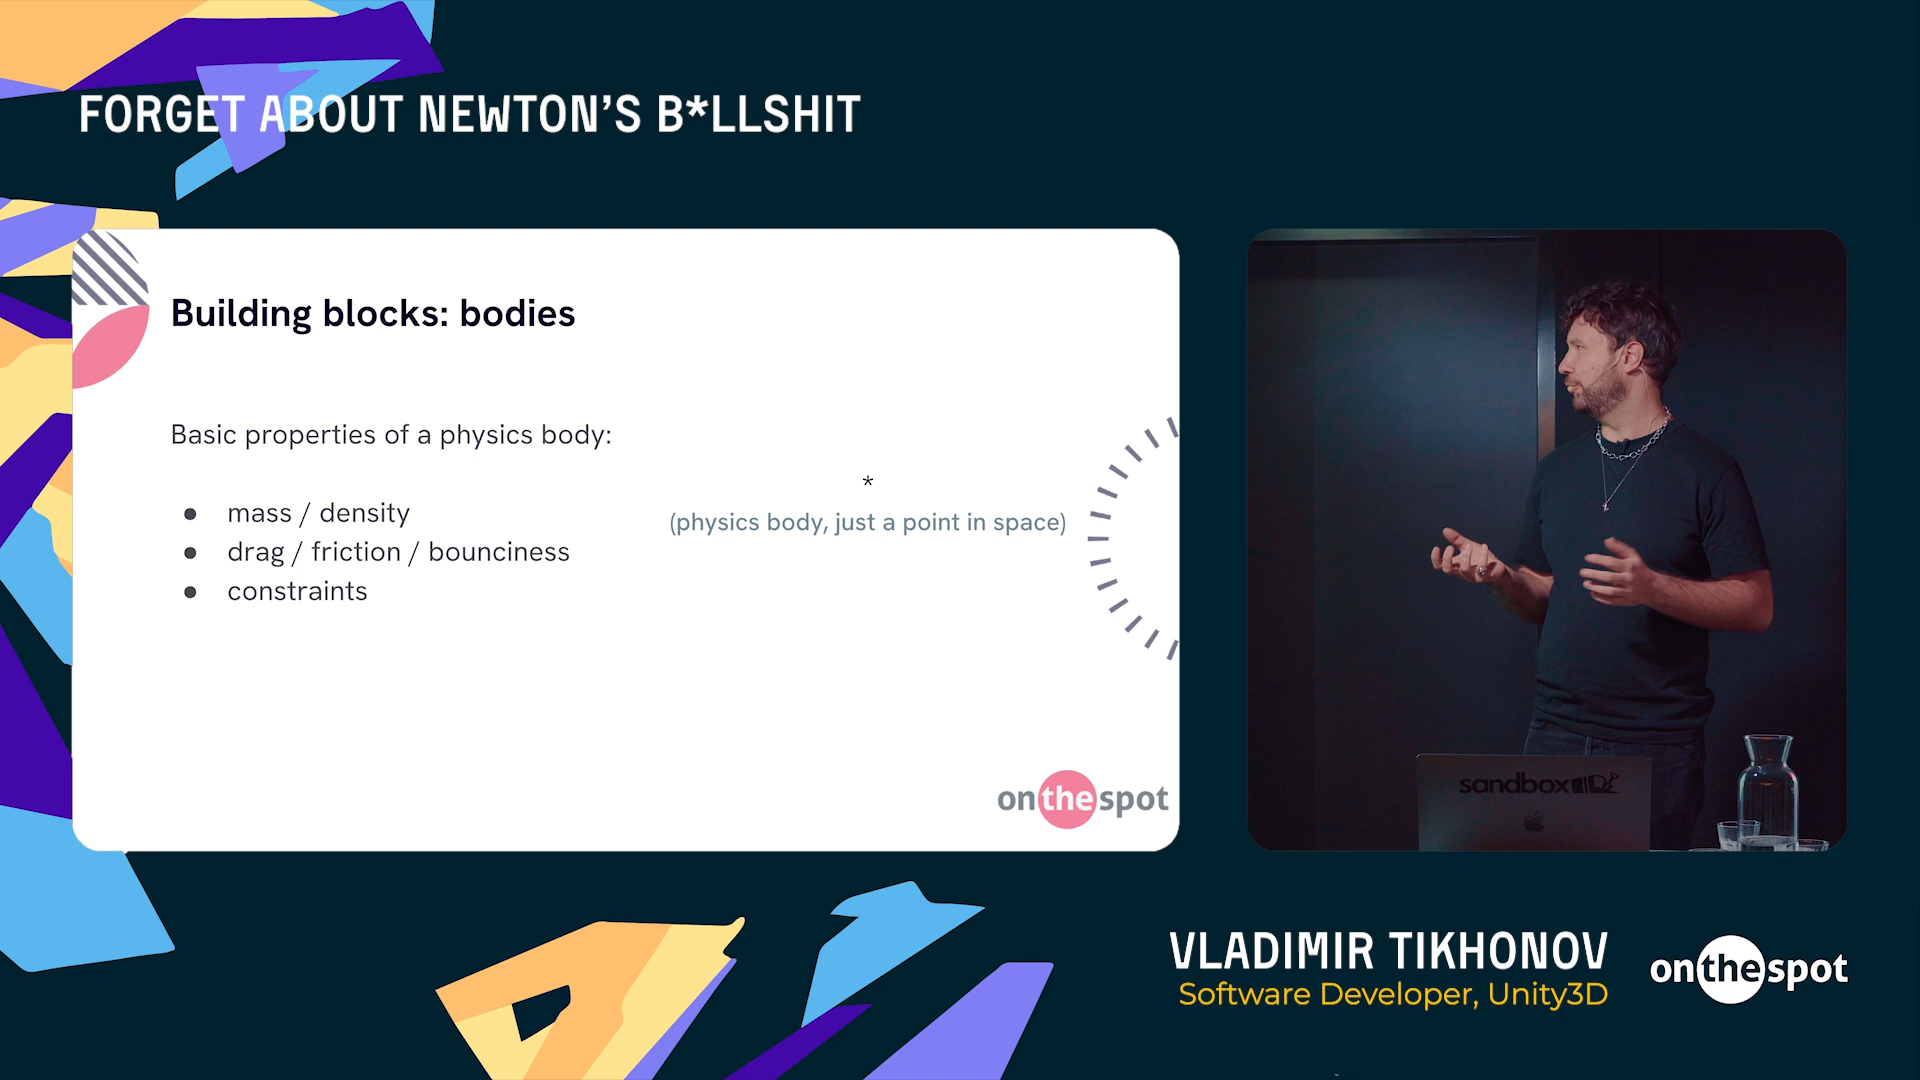 FORGET ABOUT NEWTON'S B*LLSHIT
Building blocks: bodies
Basic properties of a physics body:
● mass / density
● drag / friction / bounciness
● constraints
*
(physics body, just a point in space)
onthespot
sandbox
VLADIMIR TIKHONOV
Software Developer, Unity3D
onthespot